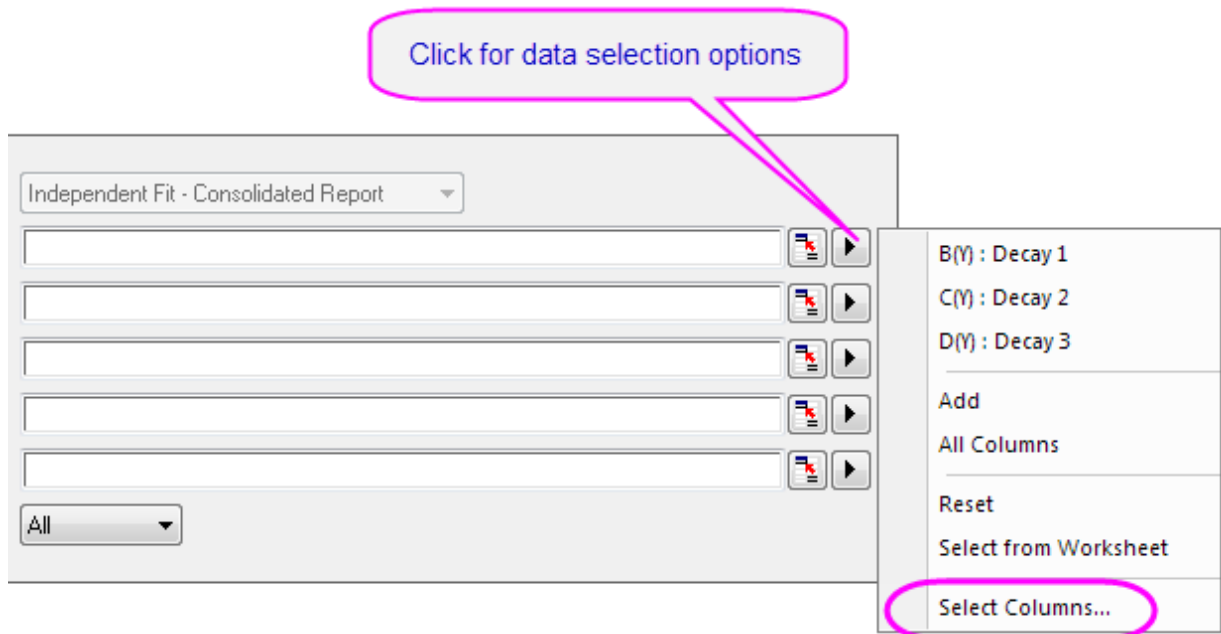 Click for data selection options
Independent Fit - Consolidated Report
B(Y) : Decay 1
C(Y) : Decay 2
D(Y) : Decay 3
Add
All Columns
Reset
Select from Worksheet
Select Columns...
All